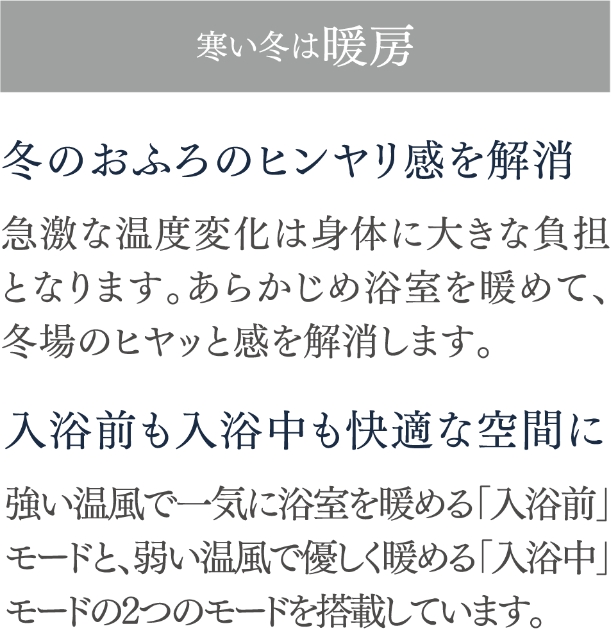 寒い冬は暖房
冬のおふろのヒンヤリ感を解消
急激な温度変化は身体に大きな負担
となります。あらかじめ浴室を暖めて、
冬場のヒヤッと感を解消します。
入浴前も入浴中も快適な空間に
強い温風で一気に浴室を暖める「入浴前」
モードと、弱い温風で優しく暖める「入浴中」
モードの2つのモードを搭載しています。